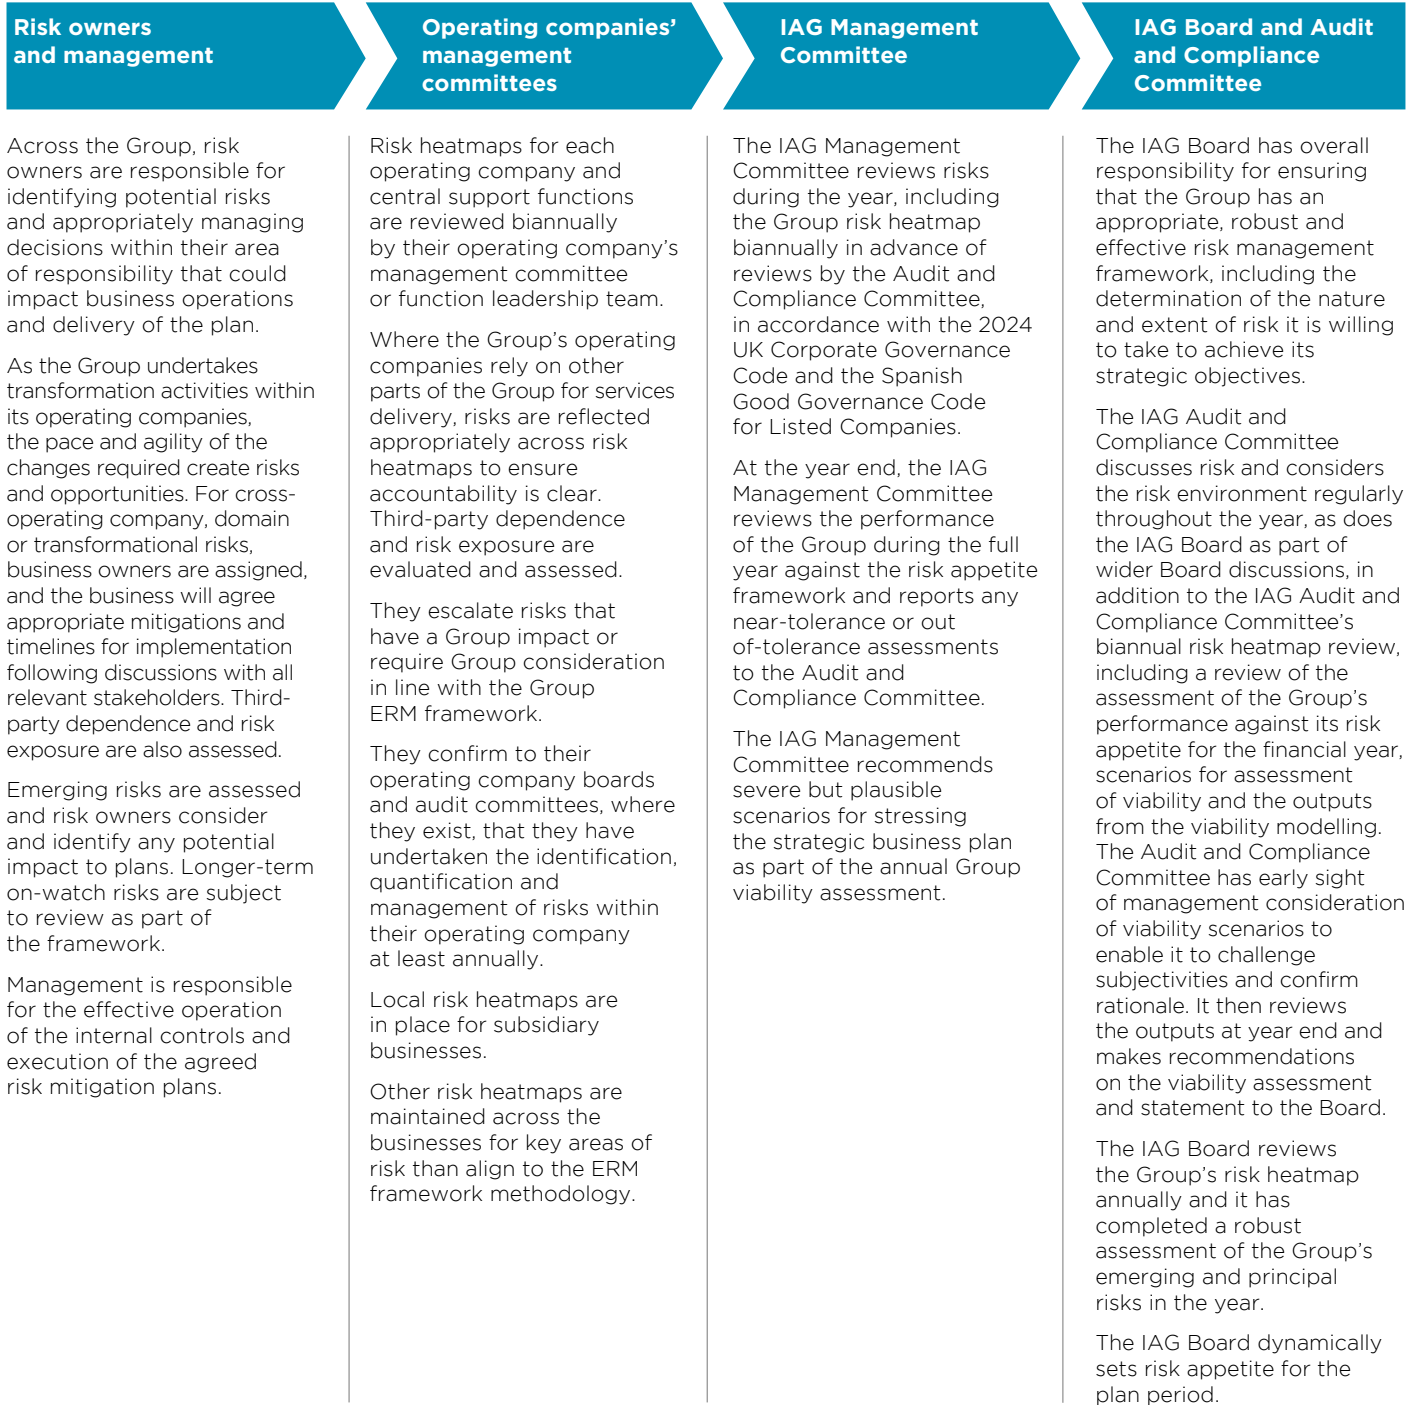 Risk owners
and management
Across the Group, risk
owners are responsible for
identifying potential risks
and appropriately managing
decisions within their area
of responsibility that could
impact business operations
and delivery of the plan.
As the Group undertakes
transformation activities within
its operating companies,
the pace and agility of the
changes required create risks
and opportunities. For cross-
operating company, domain
or transformational risks,
business owners are assigned,
and the business will agree
appropriate mitigations and
timelines for implementation
following discussions with all
relevant stakeholders. Third-
party dependence and risk
exposure are also assessed.
Emerging risks are assessed
and risk owners consider
and identify any potential
impact to plans. Longer-term
on-watch risks are subject
to review as part of
the framework.
Management is responsible
for the effective operation
of the internal controls and
execution of the agreed
risk mitigation plans.
Operating companies’
management
committees
Risk heatmaps for each
operating company and
central support functions
are reviewed biannually
by their operating company’s
management committee
or function leadership team.
Where the Group’s operating
companies rely on other
parts of the Group for services
delivery, risks are reflected
appropriately across risk
heatmaps to ensure
accountability is clear.
Third-party dependence
and risk exposure are
evaluated and assessed.
They escalate risks that
have a Group impact or
require Group consideration
in line with the Group
ERM framework.
They confirm to their
operating company boards
and audit committees, where
they exist, that they have
undertaken the identification,
quantification and
management of risks within
their operating company
at least annually.
Local risk heatmaps are
in place for subsidiary
businesses.
Other risk heatmaps are
maintained across the
businesses for key areas of
risk than align to the ERM
framework methodology.
IAG Management
Committee
The IAG Management
Committee reviews risks
during the year, including
the Group risk heatmap
biannually in advance of
reviews by the Audit and
Compliance Committee,
in accordance with the 2024
UK Corporate Governance
Code and the Spanish
Good Governance Code
for Listed Companies.
At the year end, the IAG
Management Committee
reviews the performance
of the Group during the full
year against the risk appetite
framework and reports any
near-tolerance or out
of-tolerance assessments
to the Audit and
Compliance Committee.
The IAG Management
Committee recommends
severe but plausible
scenarios for stressing
the strategic business plan
as part of the annual Group
viability assessment.
IAG Board and Audit
and Compliance
Committee
The IAG Board has overall
responsibility for ensuring
that the Group has an
appropriate, robust and
effective risk management
framework, including the
determination of the nature
and extent of risk it is willing
to take to achieve its
strategic objectives.
The IAG Audit and
Compliance Committee
discusses risk and considers
the risk environment regularly
throughout the year, as does
the IAG Board as part of
wider Board discussions, in
addition to the IAG Audit and
Compliance Committee’s
biannual risk heatmap review,
including a review of the
assessment of the Group’s
performance against its risk
appetite for the financial year,
scenarios for assessment
of viability and the outputs
from the viability modelling.
The Audit and Compliance
Committee has early sight
of management consideration
of viability scenarios to
enable it to challenge
subjectivities and confirm
rationale. It then reviews
the outputs at year end and
makes recommendations
on the viability assessment
and statement to the Board.
The IAG Board reviews
the Group’s risk heatmap
annually and it has
completed a robust
assessment of the Group’s
emerging and principal
risks in the year.
The IAG Board dynamically
sets risk appetite for the
plan period.